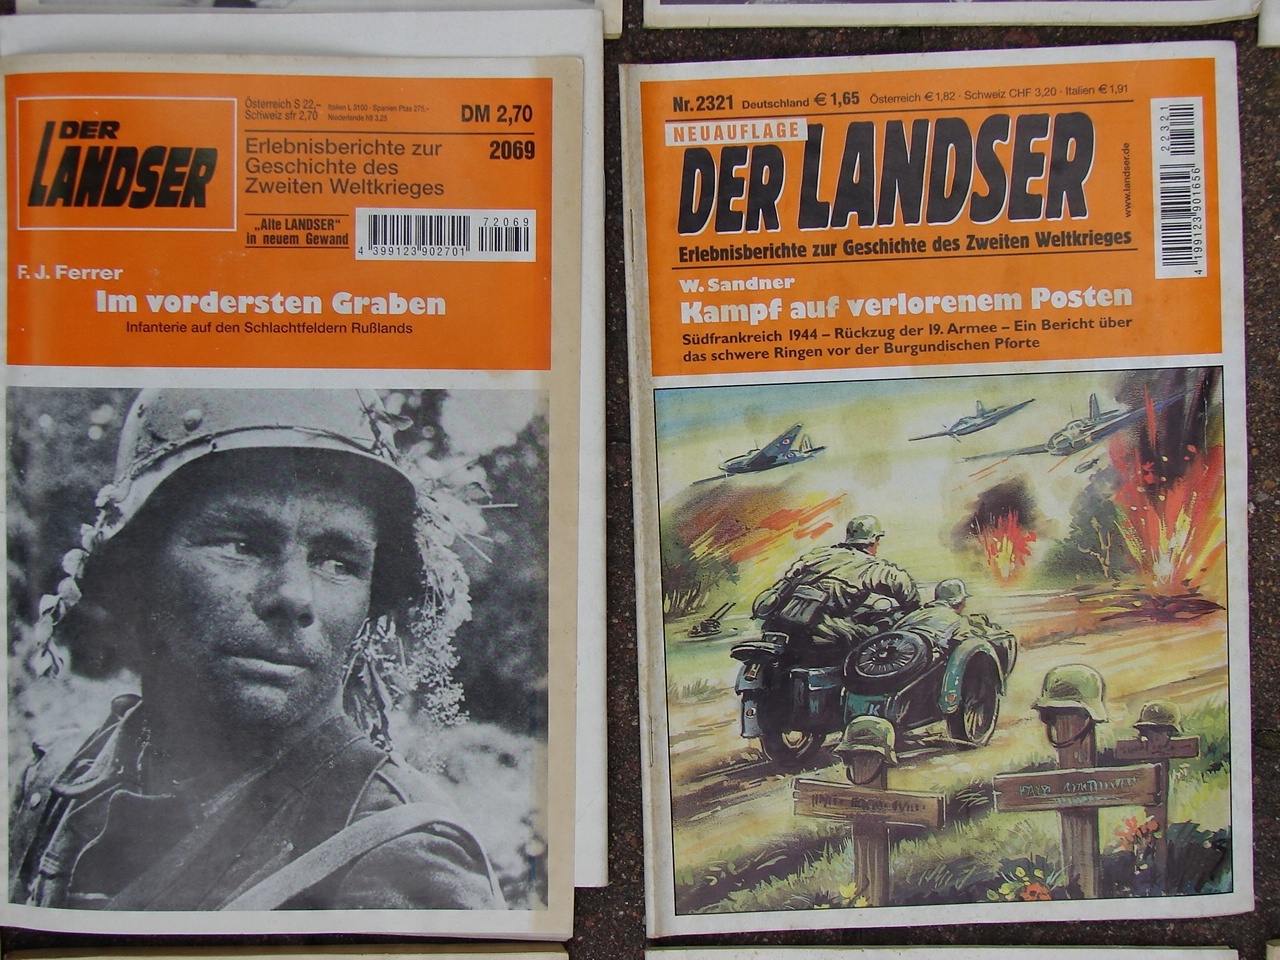 DER
LANDSER
Österreich S 22,- Italien L 3100 · Spanien Ptas 275,-
Schweiz sfr 2,70 Niederlande hfl 3,25
DM 2,70
2069
Erlebnisberichte zur
Geschichte des
Zweiten Weltkrieges
„Alte LANDSER"
in neuem Gewand
72069
4 399123 902701
F. J. Ferrer
Im vordersten Graben
Infanterie auf den Schlachtfeldern Rußlands
Nr. 2321 Deutschland € 1,65 Österreich € 1,82 · Schweiz CHF 3,20 · Italien € 1,91
NEUAUFLAGE
DER LANDSER
Erlebnisberichte zur Geschichte des Zweiten Weltkrieges
www.landser.de
22321
4 199123 901656
W. Sandner
Kampf auf verlorenem Posten
Südfrankreich 1944 – Rückzug der 19. Armee – Ein Bericht über
das schwere Ringen vor der Burgundischen Pforte
K